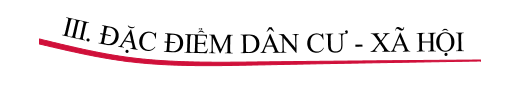 III. ĐẶC ĐIỂM DÂN CƯ - XÃ HỘI